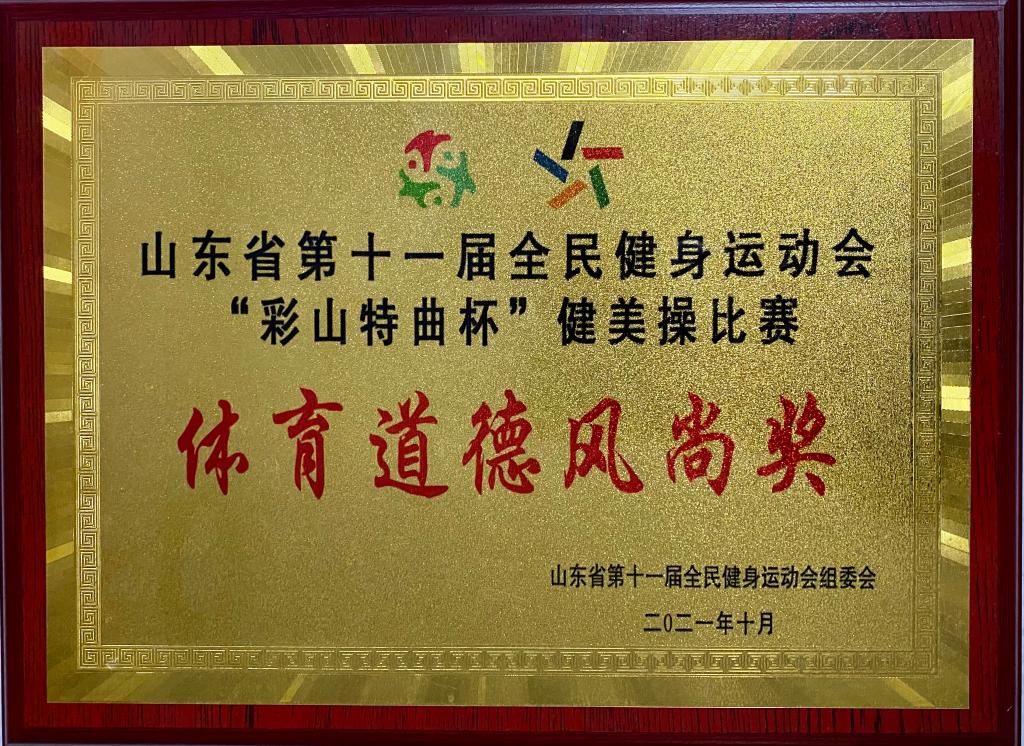 山东省第十一届全民健身运动会
“彩山特曲杯”健美操比赛
体育道德风尚奖
山东省第十一届全民健身运动会组委会
二0二一年十月